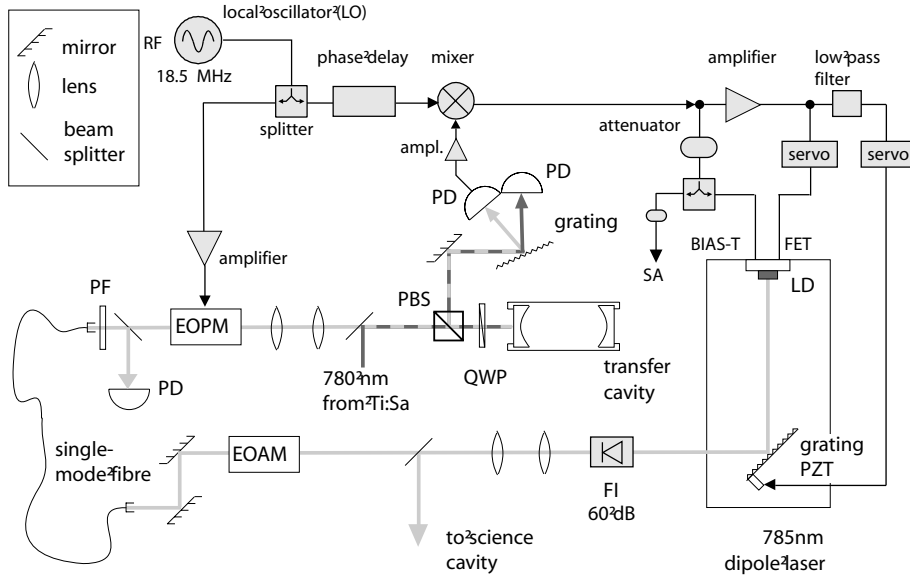 local²oscillator²(LO)
mirror
RF
18.5 MHz
phase²delay
mixer
amplifier
low²pass
filter
lens
splitter
attenuator
beam
splitter
ampl.
servo
servo
PD
PD
grating
BIAS-T
FET
SA
LD
amplifier
PF
EOPM
PBS
QWP
transfer
cavity
780²nm
from²Ti:Sa
PD
single-
mode²fibre
EOAM
FI
60²dB
grating
PZT
to²science
cavity
785nm
dipole²laser